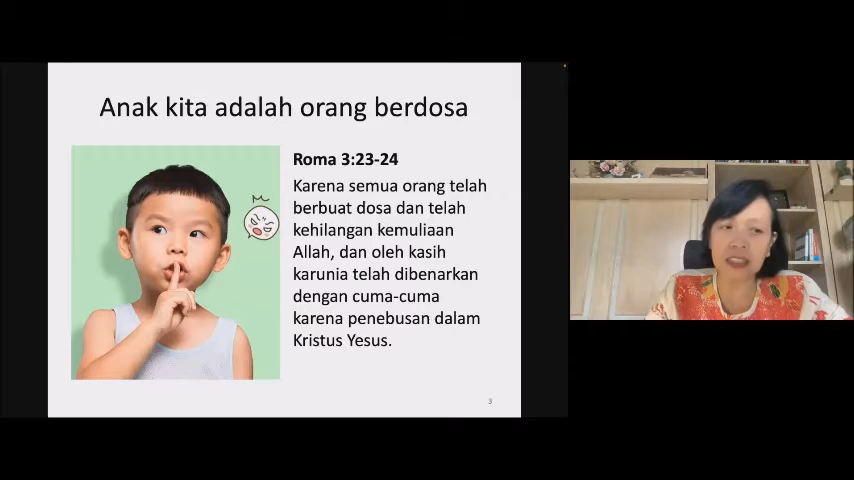 Anak kita adalah orang berdosa
Roma 3:23-24
Karena semua orang telah
berbuat dosa dan telah
kehilangan kemuliaan
Allah, dan oleh kasih
karunia telah dibenarkan
dengan cuma-cuma
karena penebusan dalam
Kristus Yesus.
3